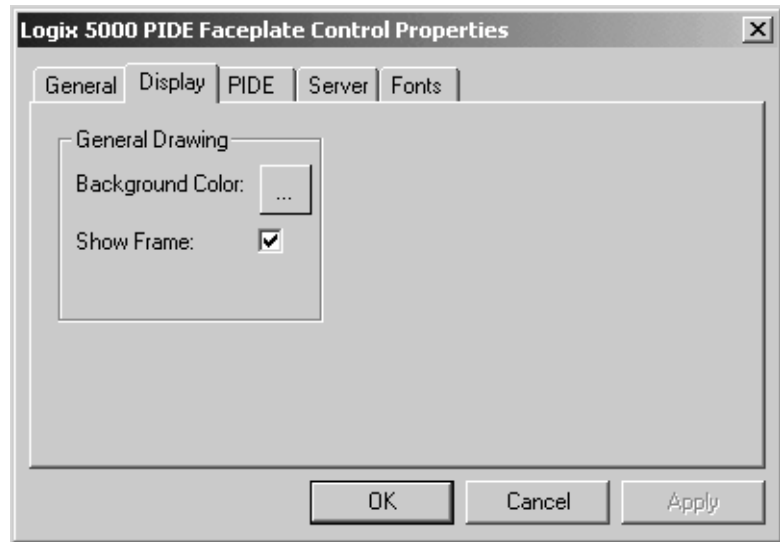 Logix 5000 PIDE Faceplate Control Properties
General Display PIDE Server Fonts
General Drawing
Background Color: ...
Show Frame:
OK Cancel Apply